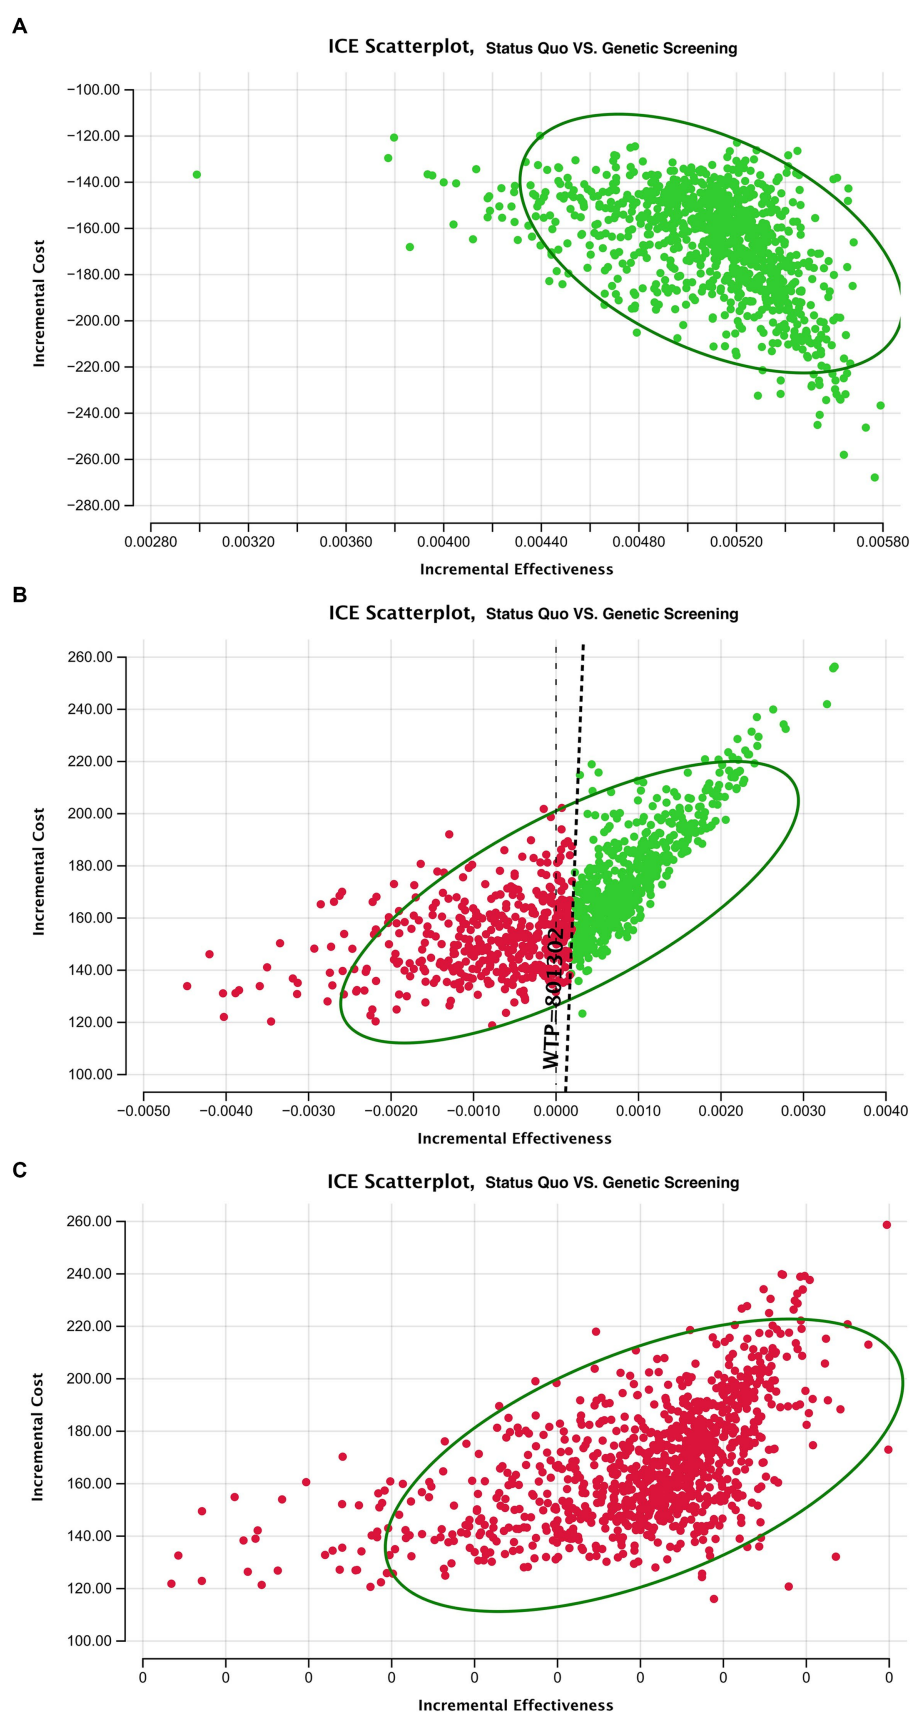 A
ICE Scatterplot, Status Quo VS. Genetic Screening
−100.00
−120.00
−140.00
−160.00
−180.00
−200.00
−220.00
−240.00
−260.00
−280.00
Incremental Cost
0.00280 0.00320 0.00360 0.00400 0.00440 0.00480 0.00520 0.00580
Incremental Effectiveness
B
ICE Scatterplot, Status Quo VS. Genetic Screening
260.00
240.00
220.00
200.00
180.00
160.00
140.00
120.00
100.00
Incremental Cost
WTP=801302
−0.0050 −0.0040 −0.0030 −0.0020 −0.0010 0.0000 0.0010 0.0020 0.0030 0.0040
Incremental Effectiveness
C
ICE Scatterplot, Status Quo VS. Genetic Screening
260.00
240.00
220.00
200.00
180.00
160.00
140.00
120.00
100.00
Incremental Cost
0 0 0 0 0 0 0 0 0 0
Incremental Effectiveness